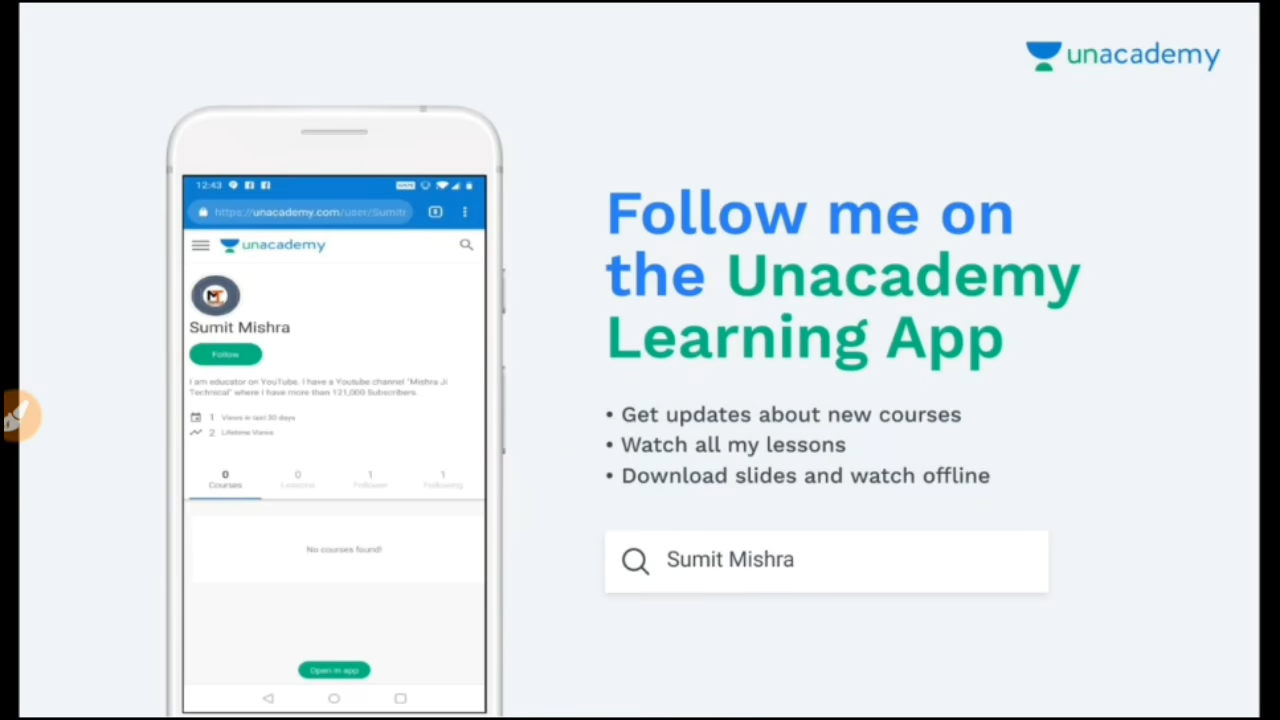 unacademy
12:43
https://unacademy.com/user/Sumitr
unacademy
Sumit Mishra
Follow
I am educator on YouTube. I have a Youtube channel "Mishra Ji
Technical" where I have more than 121,000 Subscribers.
1 Views in last 30 days
2 Lifetime Views
0 0 1 1
Courses Lessons Follower Following
No courses found!
Open in app
Follow me on
the Unacademy
Learning App
• Get updates about new courses
• Watch all my lessons
• Download slides and watch offline
Sumit Mishra